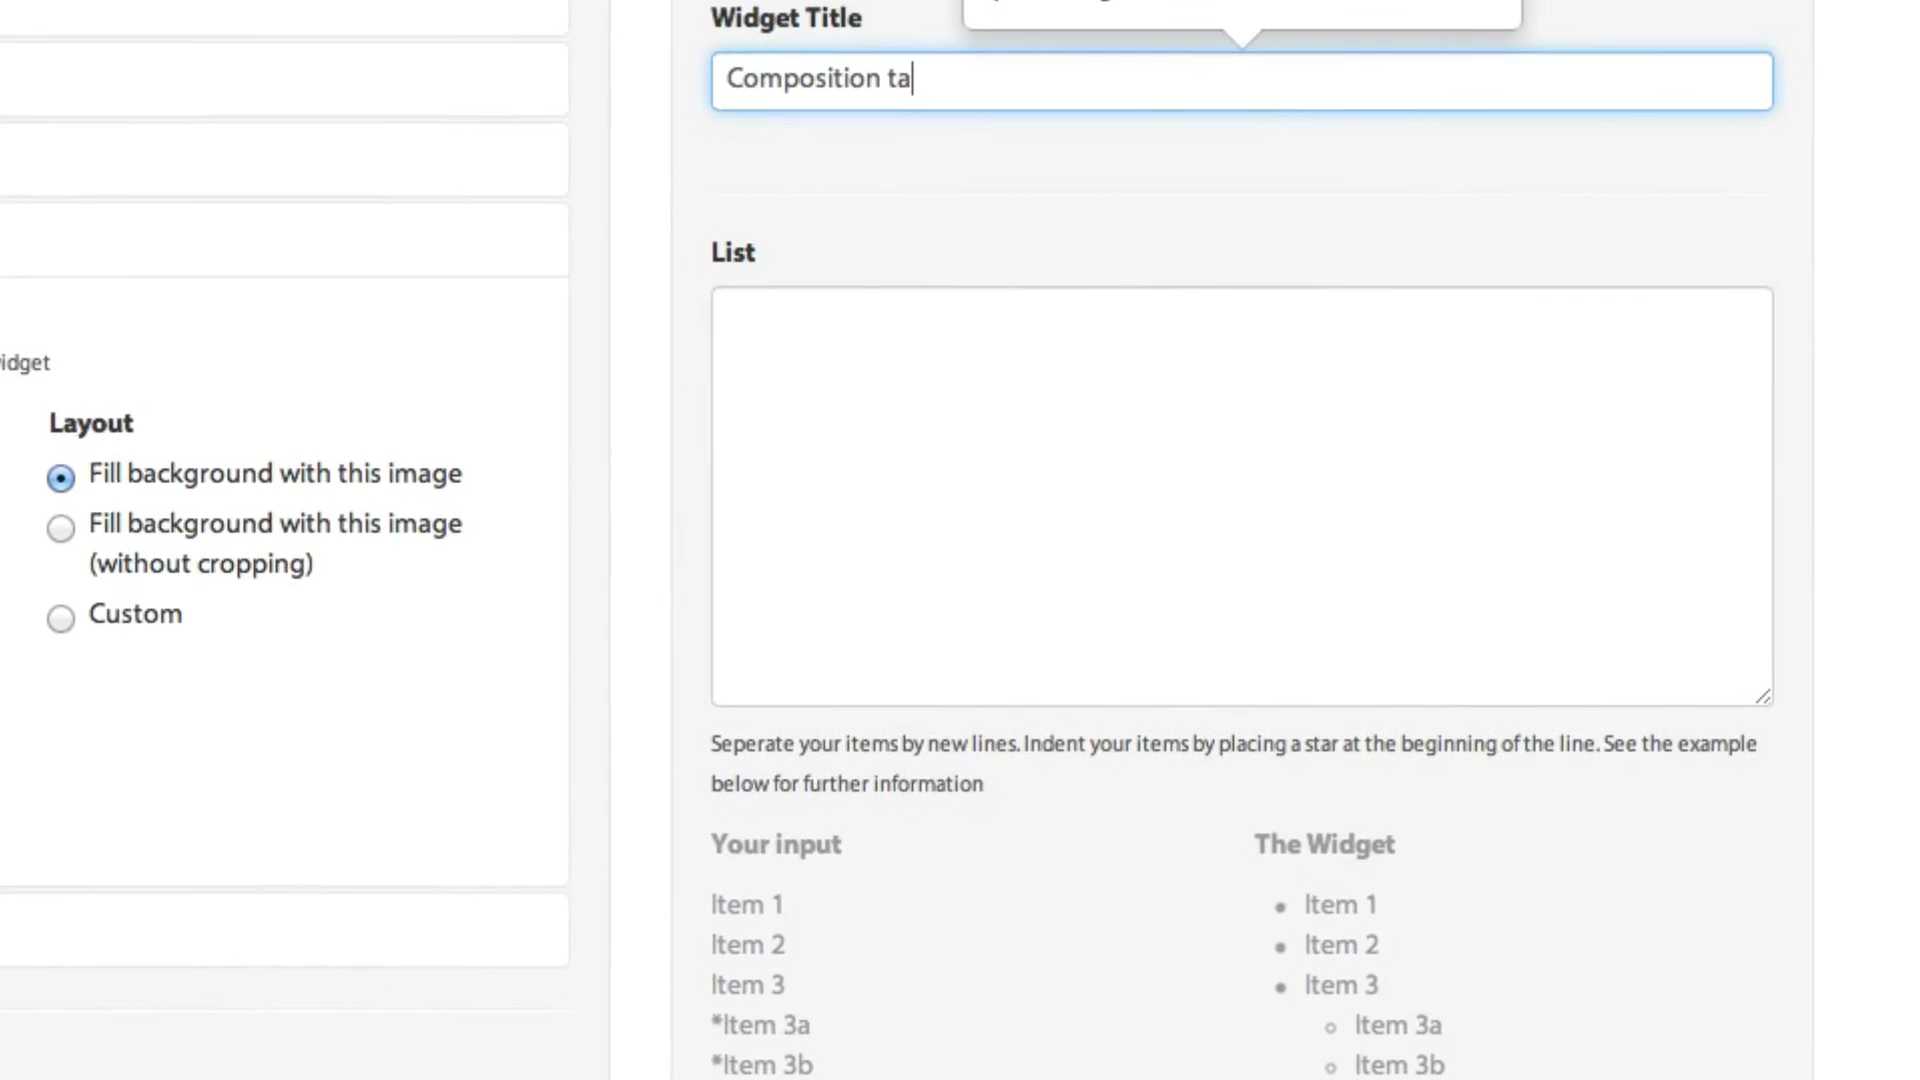 Widget Title
Composition ta
List
Layout
Fill background with this image
Fill background with this image
(without cropping)
Custom
Seperate your items by new lines. Indent your items by placing a star at the beginning of the line. See the example
below for further information
Your input
Item 1
Item 2
Item 3
*Item 3a
*Item 3b
The Widget
• Item 1
• Item 2
• Item 3
◦ Item 3a
◦ Item 3b